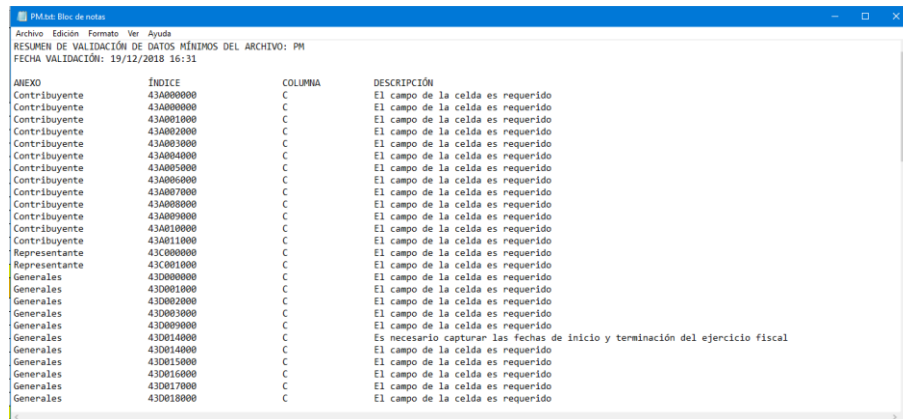 PM.txt: Bloc de notas
Archivo Edición Formato Ver Ayuda
RESUMEN DE VALIDACIÓN DE DATOS MÍNIMOS DEL ARCHIVO: PM
FECHA VALIDACIÓN: 19/12/2018 16:31
ANEXO ÍNDICE COLUMNA DESCRIPCIÓN
Contribuyente 43A000000 C El campo de la celda es requerido
Contribuyente 43A000000 C El campo de la celda es requerido
Contribuyente 43A001000 C El campo de la celda es requerido
Contribuyente 43A002000 C El campo de la celda es requerido
Contribuyente 43A003000 C El campo de la celda es requerido
Contribuyente 43A004000 C El campo de la celda es requerido
Contribuyente 43A005000 C El campo de la celda es requerido
Contribuyente 43A006000 C El campo de la celda es requerido
Contribuyente 43A007000 C El campo de la celda es requerido
Contribuyente 43A008000 C El campo de la celda es requerido
Contribuyente 43A009000 C El campo de la celda es requerido
Contribuyente 43A010000 C El campo de la celda es requerido
Contribuyente 43A011000 C El campo de la celda es requerido
Representante 43C000000 C El campo de la celda es requerido
Representante 43C001000 C El campo de la celda es requerido
Generales 43D000000 C El campo de la celda es requerido
Generales 43D001000 C El campo de la celda es requerido
Generales 43D002000 C El campo de la celda es requerido
Generales 43D003000 C El campo de la celda es requerido
Generales 43D009000 C El campo de la celda es requerido
Generales 43D014000 C Es necesario capturar las fechas de inicio y terminación del ejercicio fiscal
Generales 43D014000 C El campo de la celda es requerido
Generales 43D015000 C El campo de la celda es requerido
Generales 43D016000 C El campo de la celda es requerido
Generales 43D017000 C El campo de la celda es requerido
Generales 43D018000 C El campo de la celda es requerido